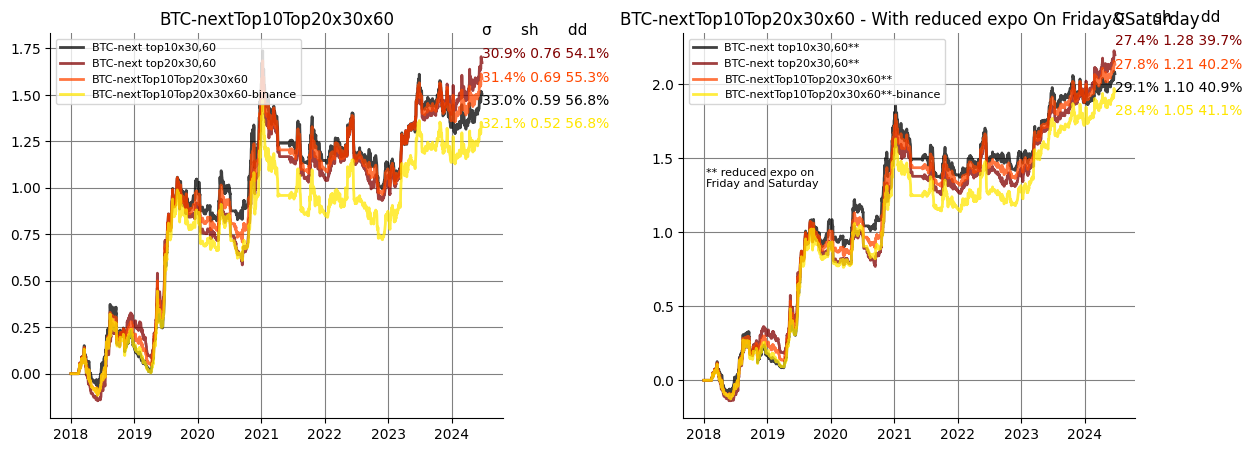 BTC-nextTop10Top20x30x60
σ sh dd
BTC-next top10x30,60
BTC-next top20x30,60
BTC-nextTop10Top20x30x60
BTC-nextTop10Top20x30x60-binance
30.9% 0.76 54.1%
31.4% 0.69 55.3%
33.0% 0.59 56.8%
32.1% 0.52 56.8%
1.75
1.50
1.25
1.00
0.75
0.50
0.25
0.00
2018 2019 2020 2021 2022 2023 2024
BTC-nextTop10Top20x30x60 - With reduced expo On Friday&Saturday
σ sh dd
BTC-next top10x30,60**
BTC-next top20x30,60**
BTC-nextTop10Top20x30x60**
BTC-nextTop10Top20x30x60**-binance
27.4% 1.28 39.7%
27.8% 1.21 40.2%
29.1% 1.10 40.9%
28.4% 1.05 41.1%
** reduced expo on
Friday and Saturday
2.0
1.5
1.0
0.5
0.0
2018 2019 2020 2021 2022 2023 2024